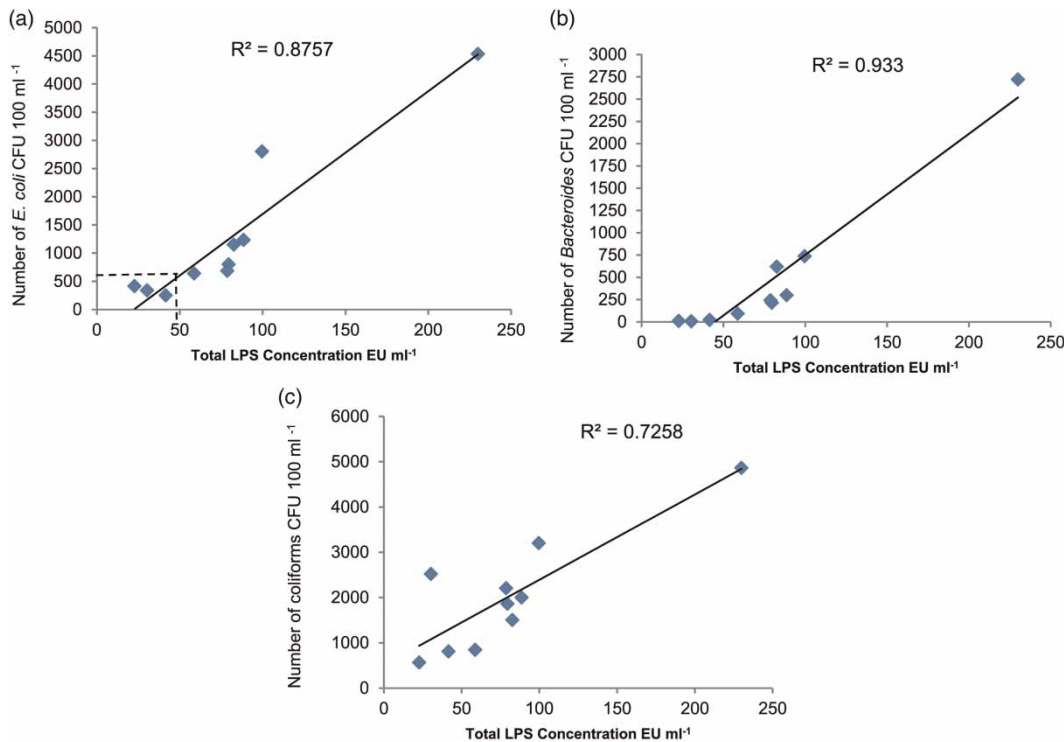 (a)
R² = 0.8757
Number of E. coli CFU 100 ml ⁻¹
5000
4500
4000
3500
3000
2500
2000
1500
1000
500
0
0 50 100 150 200 250
Total LPS Concentration EU ml⁻¹
(b)
R² = 0.933
Number of Bacteroides CFU 100 ml ⁻¹
3000
2750
2500
2250
2000
1750
1500
1250
1000
750
500
250
0
0 50 100 150 200 250
Total LPS Concentration EU ml⁻¹
(c)
R² = 0.7258
Number of coliforms CFU 100 ml ⁻¹
6000
5000
4000
3000
2000
1000
0
0 50 100 150 200 250
Total LPS Concentration EU ml⁻¹